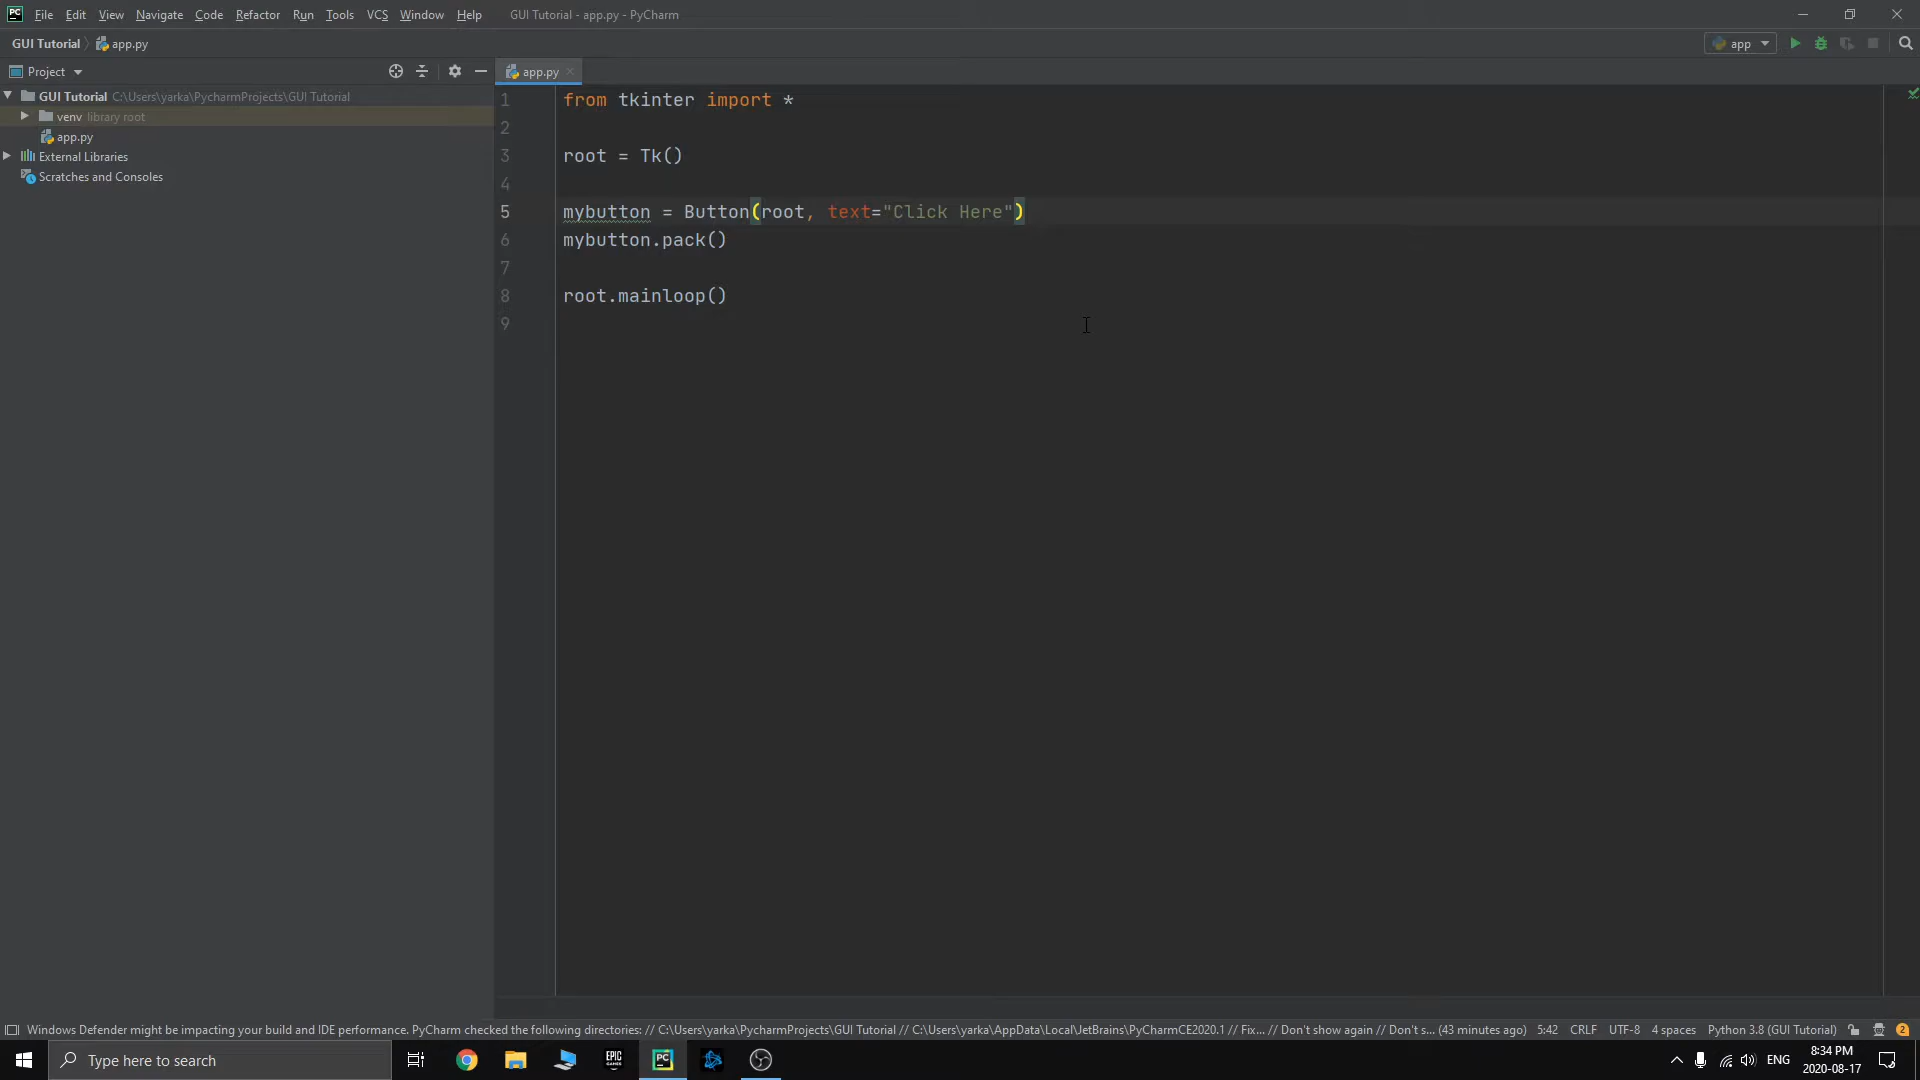 PC File Edit View Navigate Code Refactor Run Tools VCS Window Help GUI Tutorial - app.py - PyCharm
GUI Tutorial app.py app
Project app.py
GUI Tutorial C:\Users\yarka\PycharmProjects\GUI Tutorial
venv library root
app.py
External Libraries
Scratches and Consoles
1 from tkinter import *
2
3 root = Tk()
4
5 mybutton = Button(root, text="Click Here")
6 mybutton.pack()
7
8 root.mainloop()
9
Windows Defender might be impacting your build and IDE performance. PyCharm checked the following directories: // C:\Users\yarka\PycharmProjects\GUI Tutorial // C:\Users\yarka\AppData\Local\JetBrains\PyCharmCE2020.1 // Fix... // Don't show again // Don't s... (43 minutes ago) 5:42 CRLF UTF-8 4 spaces Python 3.8 (GUI Tutorial) 2
Type here to search EPIC GAMES PC ENG 8:34 PM
2020-08-17